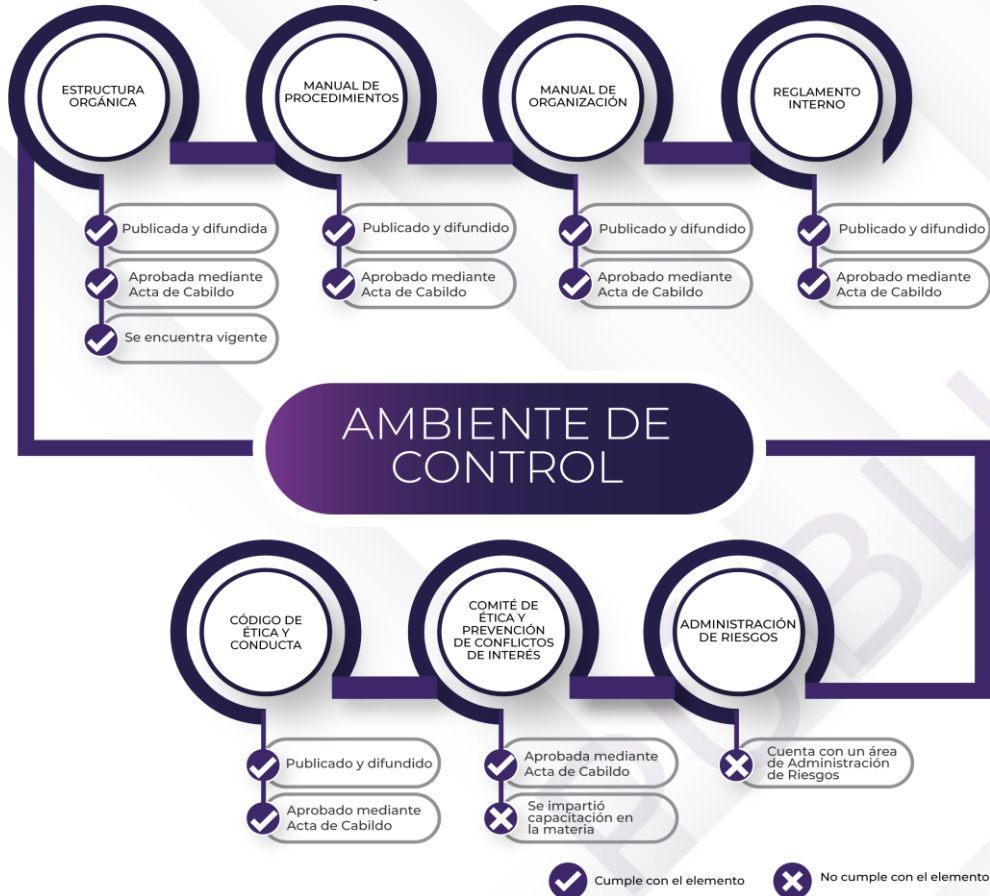 ESTRUCTURA
ORGÁNICA
MANUAL DE
PROCEDIMIENTOS
MANUAL DE
ORGANIZACIÓN
REGLAMENTO
INTERNO
Publicada y difundida
Aprobada mediante
Acta de Cabildo
Se encuentra vigente
Publicado y difundido
Aprobado mediante
Acta de Cabildo
Publicado y difundido
Aprobado mediante
Acta de Cabildo
Publicado y difundido
Aprobado mediante
Acta de Cabildo
AMBIENTE DE
CONTROL
CÓDIGO DE
ÉTICA Y
CONDUCTA
COMITÉ DE
ÉTICA Y
PREVENCIÓN
DE CONFLICTOS
DE INTERÉS
ADMINISTRACIÓN
DE RIESGOS
Publicado y difundido
Aprobado mediante
Acta de Cabildo
Aprobada mediante
Acta de Cabildo
Se impartió
capacitación en
la materia
Cuenta con un área
de Administración
de Riesgos
Cumple con el elemento
No cumple con el elemento
PUBLI